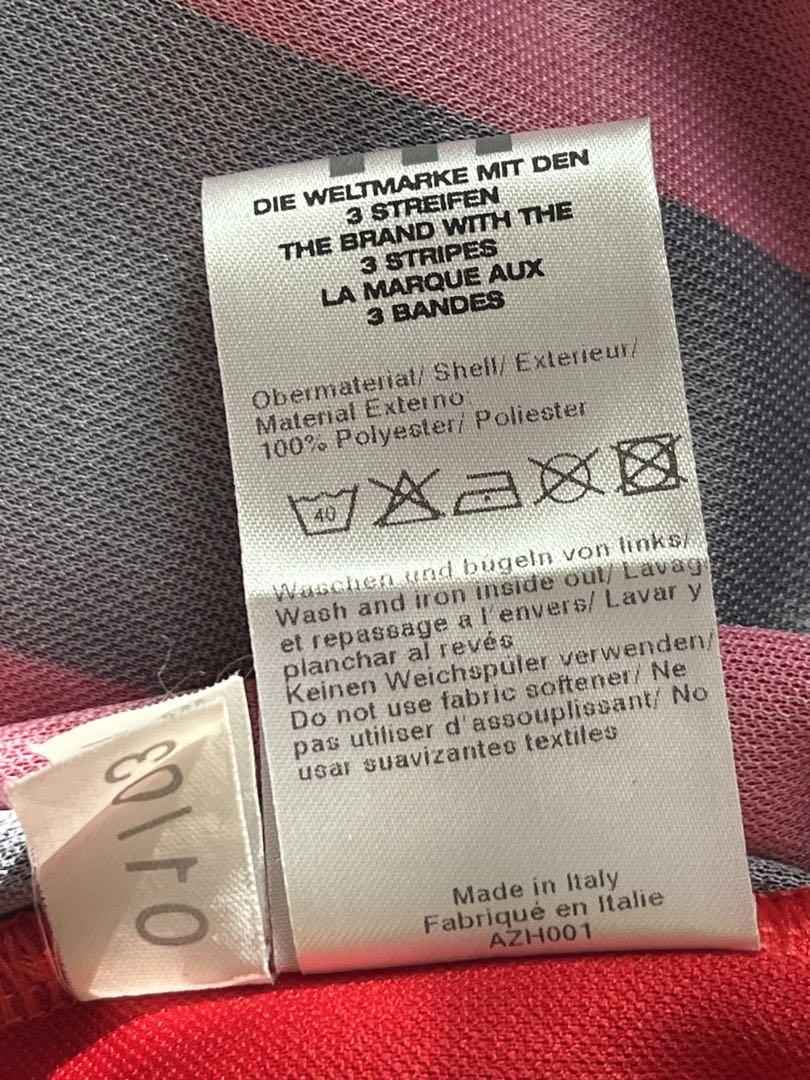 DIE WELTMARKE MIT DEN
3 STREIFEN
THE BRAND WITH THE
3 STRIPES
LA MARQUE AUX
3 BANDES
Obermaterial/ Shell/ Exterieur/
Material Externo
100% Polyester/ Poliester
40
Waschen und bügeln von links/
Wash and iron inside out/ Lavag
et repassage a l'envers/ Lavar y
planchar al revés
Keinen Weichspüler verwenden/
Do not use fabric softener/ Ne
pas utiliser d'assouplissant/ No
usar suavizantes textiles
Made in Italy
Fabriqué en Italie
AZH001
03/10